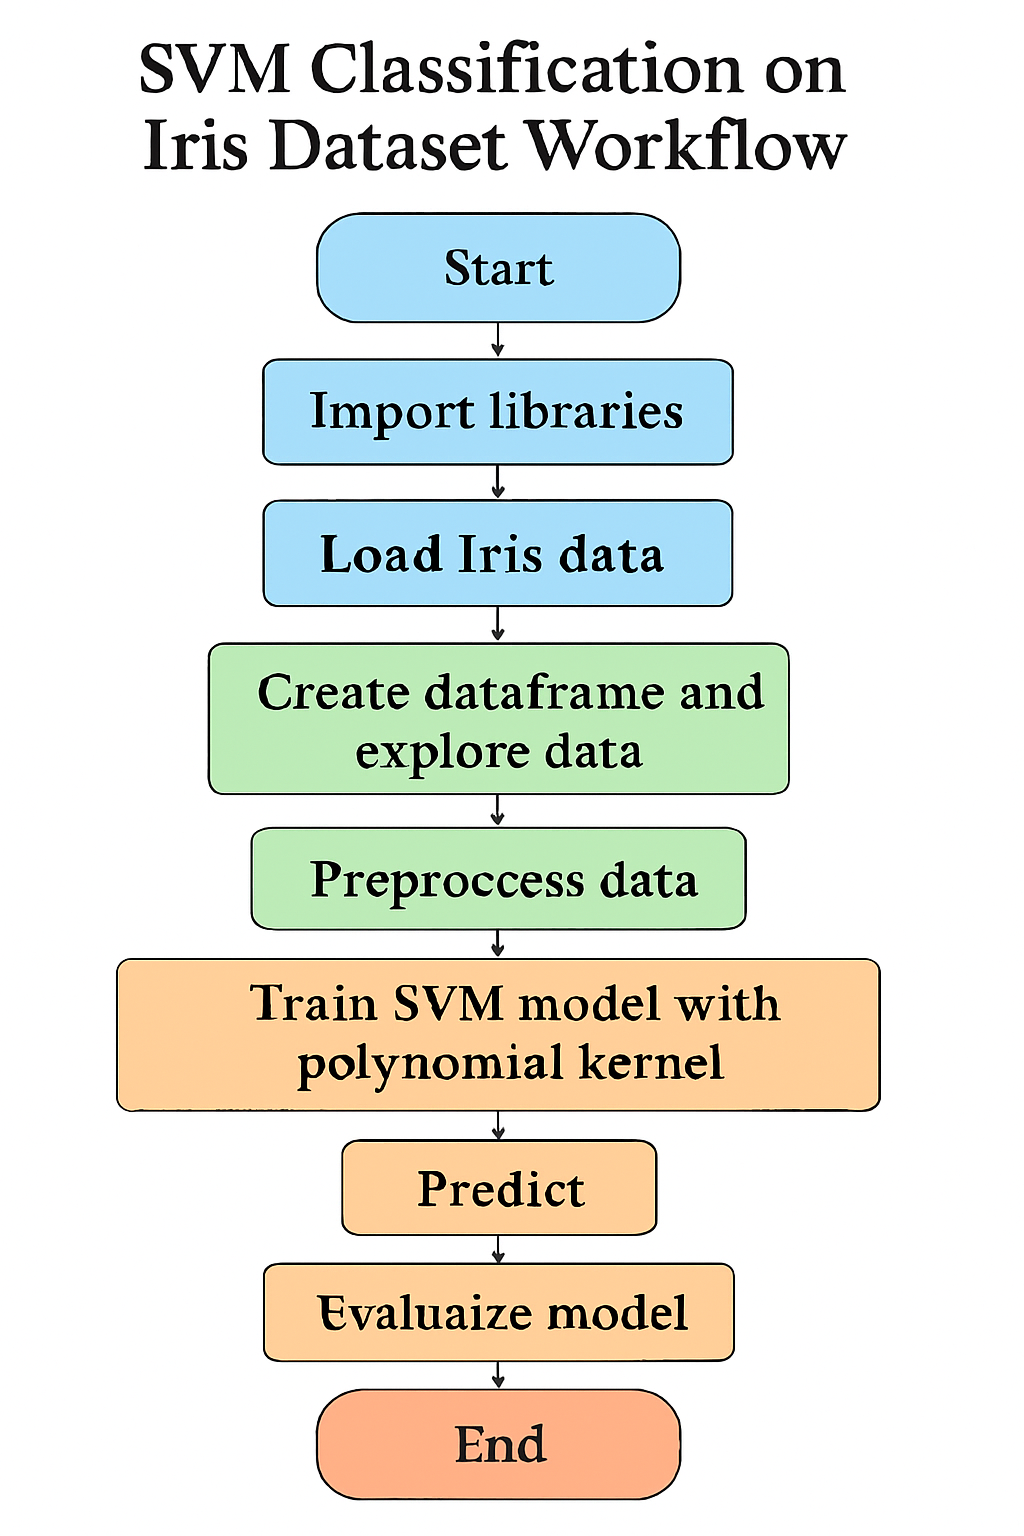 SVM Classification on
Iris Dataset Workflow
Start
Import libraries
Load Iris data
Create dataframe and
explore data
Preproccess data
Train SVM model with
polynomial kernel
Predict
Evaluaize model
End